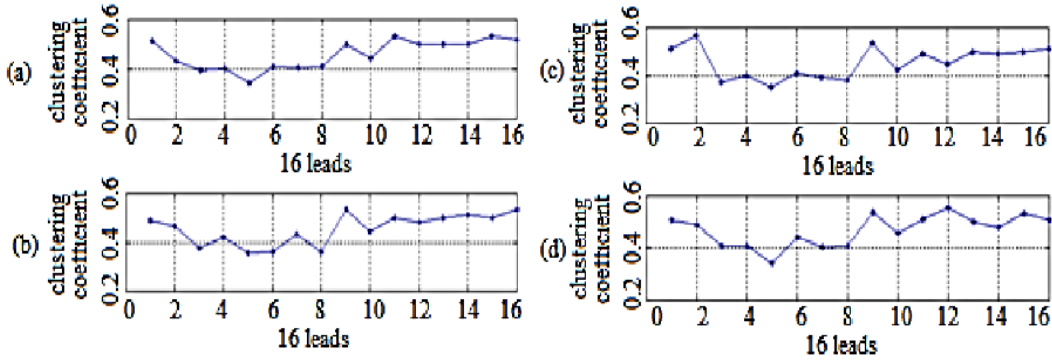 (a)
clustering
coefficient
0.2 0.4 0.6
0 2 4 6 8 10 12 14 16
16 leads
(b)
clustering
coefficient
0.2 0.4 0.6
0 2 4 6 8 10 12 14 16
16 leads
(c)
clustering
coefficient
0.2 0.4 0.6
0 2 4 6 8 10 12 14 16
16 leads
(d)
clustering
coefficient
0.2 0.4 0.6
0 2 4 6 8 10 12 14 16
16 leads